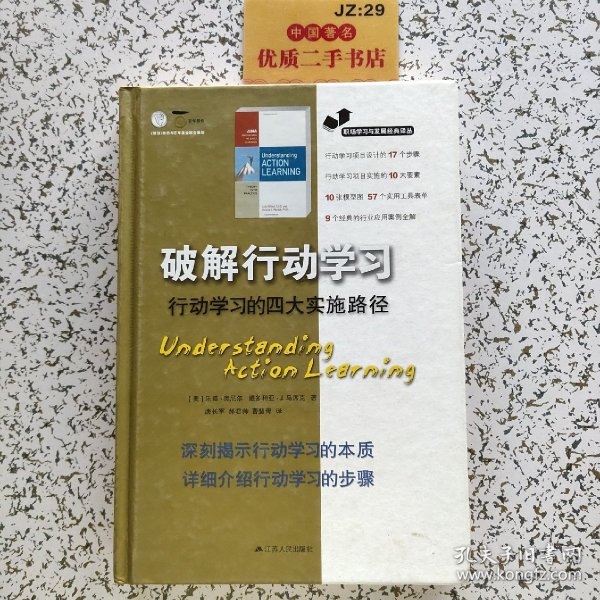 JZ:29
中国著名
优质二手书店
职场学习与发展经典译丛
Understanding
ACTION
LEARNING
行动学习项目设计的17个步骤
行动学习项目实施的10大要素
10张模型图 57个实用工具表单
9个经典的行业应用案例全解
破解行动学习
行动学习的四大实施路径
Understanding
Action Learning
深刻揭示行动学习的本质
详细介绍行动学习的步骤
江苏人民出版社
孔夫子旧书网
www.kongfz.com